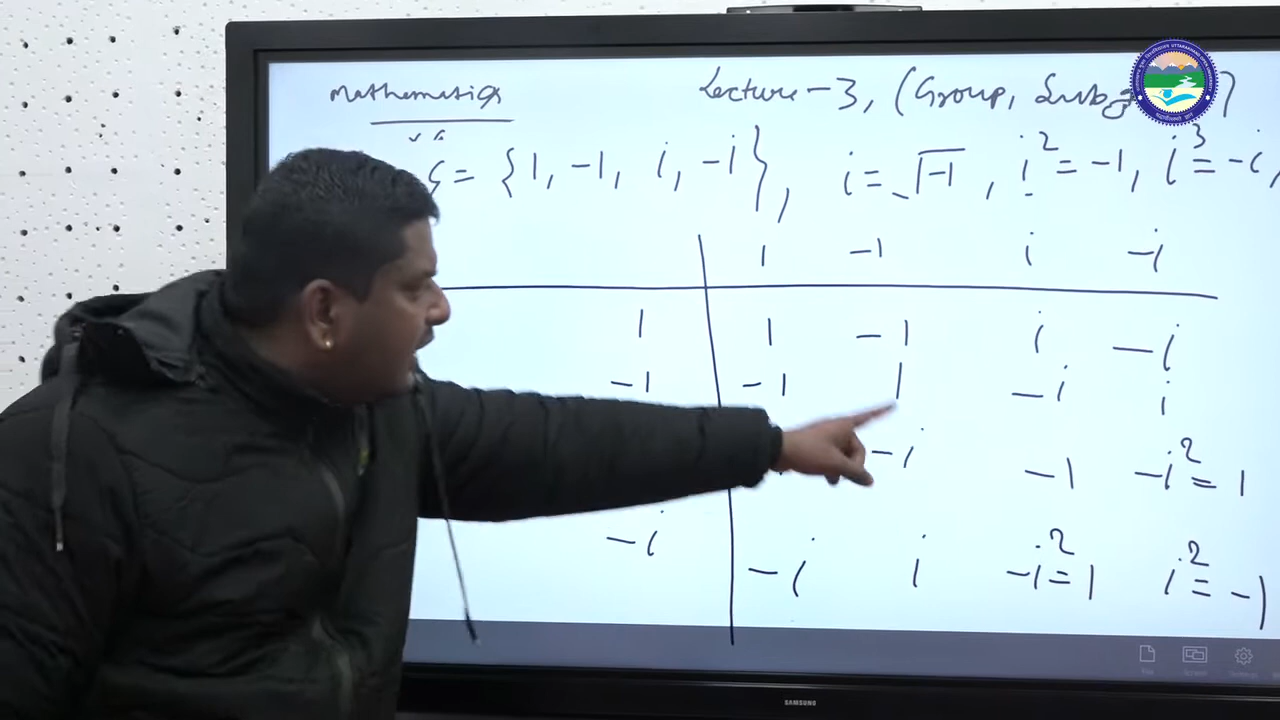 Mathematics
Lecture-3, (Group, Sub
G = {1, -1, i, -i}, i = √-1, i² = -1, i³ = -i,
1 -1 i -i
1 1 -1 i -i
-1 -1 1 -i i
-i -1 -i² = 1
-i -i i -i² = 1 i² = -1
SAMSUNG